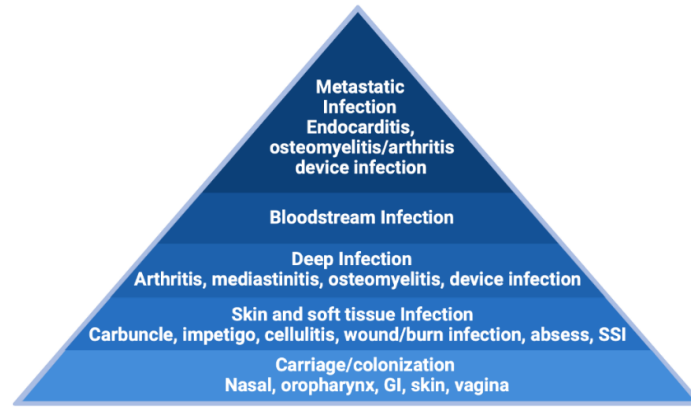 Metastatic
Infection
Endocarditis,
osteomyelitis/arthritis
device infection
Bloodstream Infection
Deep Infection
Arthritis, mediastinitis, osteomyelitis, device infection
Skin and soft tissue Infection
Carbuncle, impetigo, cellulitis, wound/burn infection, absess, SSI
Carriage/colonization
Nasal, oropharynx, GI, skin, vagina